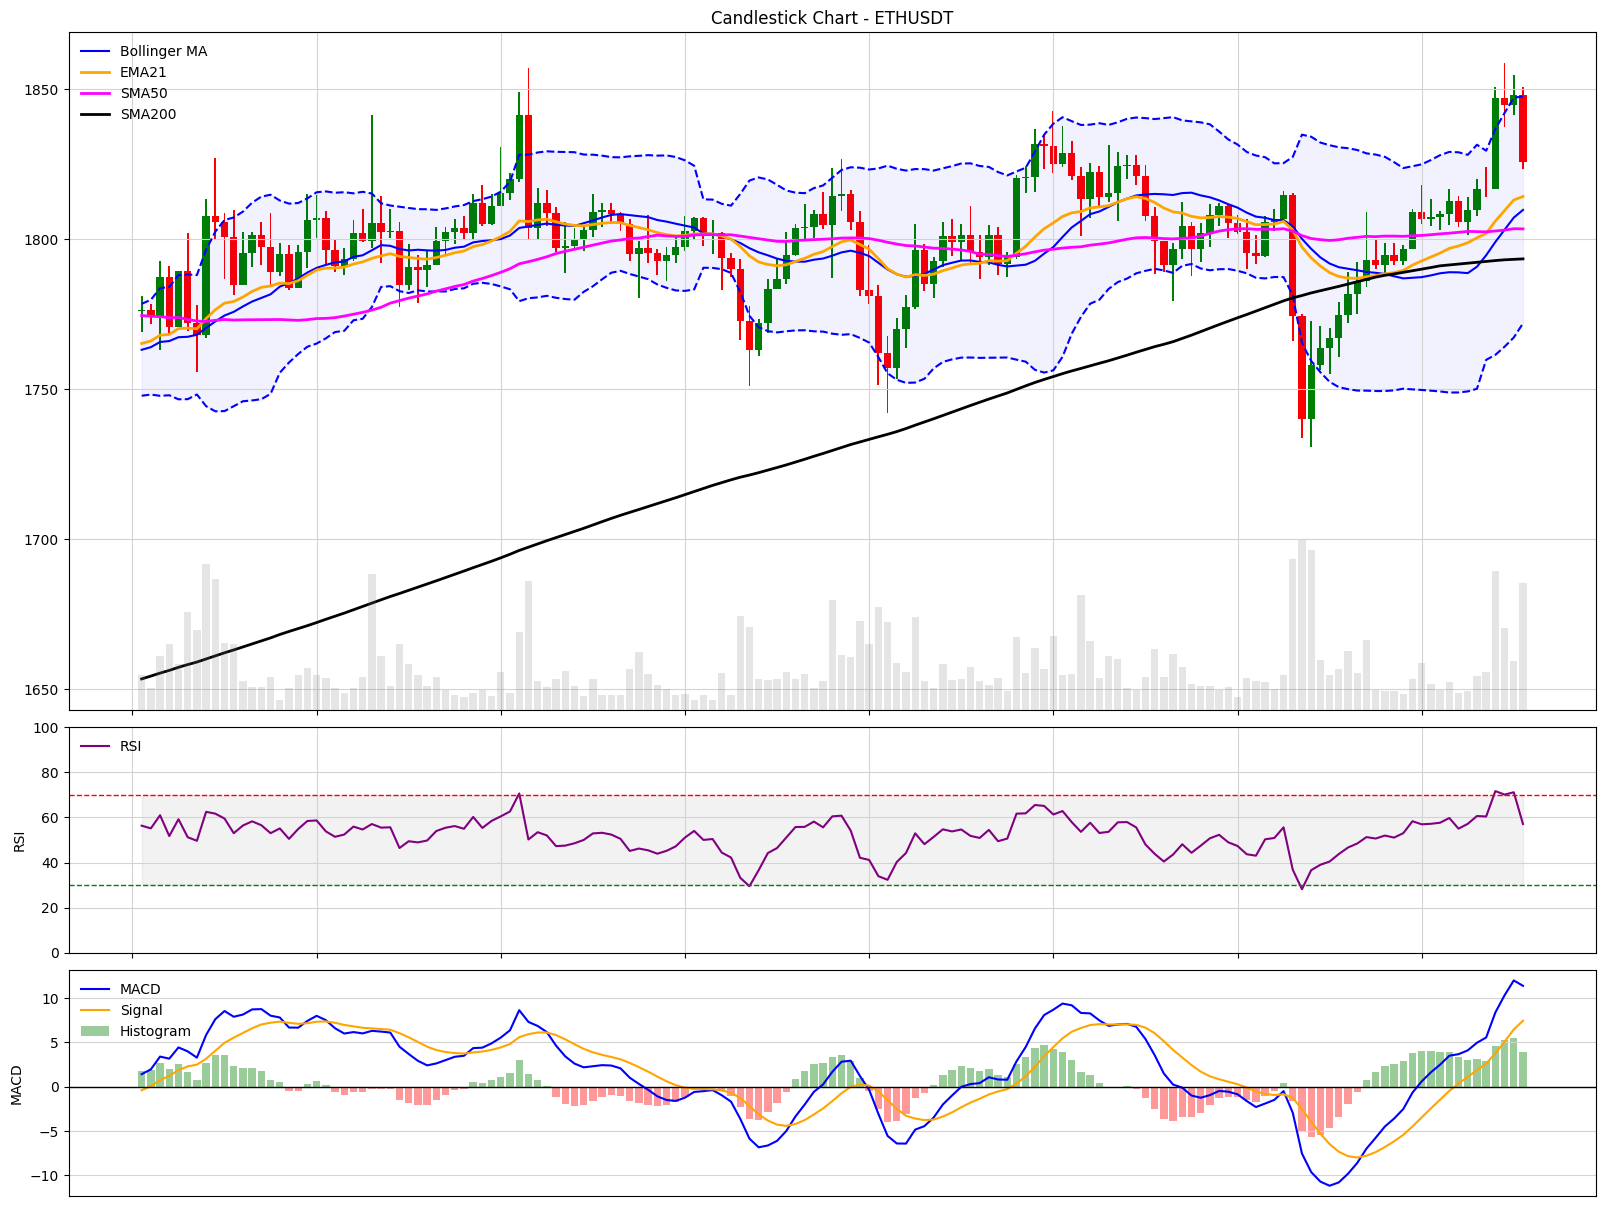 Candlestick Chart - ETHUSDT
Bollinger MA
EMA21
SMA50
SMA200
1850
1800
1750
1700
1650
RSI
100
80
60
40
20
0
RSI
MACD
Signal
Histogram
10
5
0
−5
−10
MACD